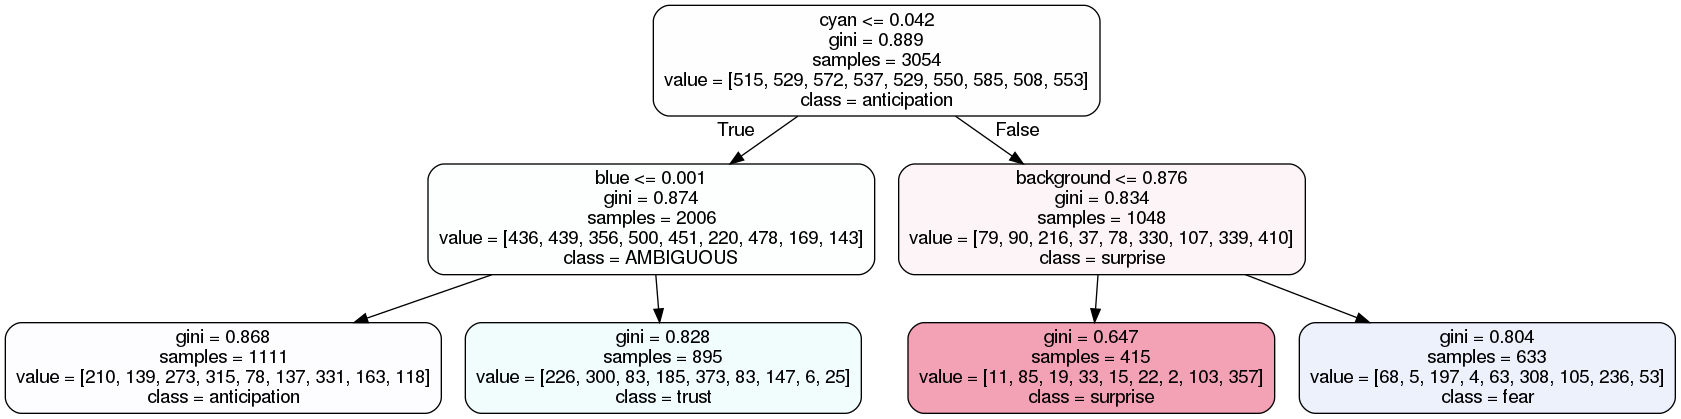 cyan <= 0.042
gini = 0.889
samples = 3054
value = [515, 529, 572, 537, 529, 550, 585, 508, 553]
class = anticipation
True
False
blue <= 0.001
gini = 0.874
samples = 2006
value = [436, 439, 356, 500, 451, 220, 478, 169, 143]
class = AMBIGUOUS
background <= 0.876
gini = 0.834
samples = 1048
value = [79, 90, 216, 37, 78, 330, 107, 339, 410]
class = surprise
gini = 0.868
samples = 1111
value = [210, 139, 273, 315, 78, 137, 331, 163, 118]
class = anticipation
gini = 0.828
samples = 895
value = [226, 300, 83, 185, 373, 83, 147, 6, 25]
class = trust
gini = 0.647
samples = 415
value = [11, 85, 19, 33, 15, 22, 2, 103, 357]
class = surprise
gini = 0.804
samples = 633
value = [68, 5, 197, 4, 63, 308, 105, 236, 53]
class = fear